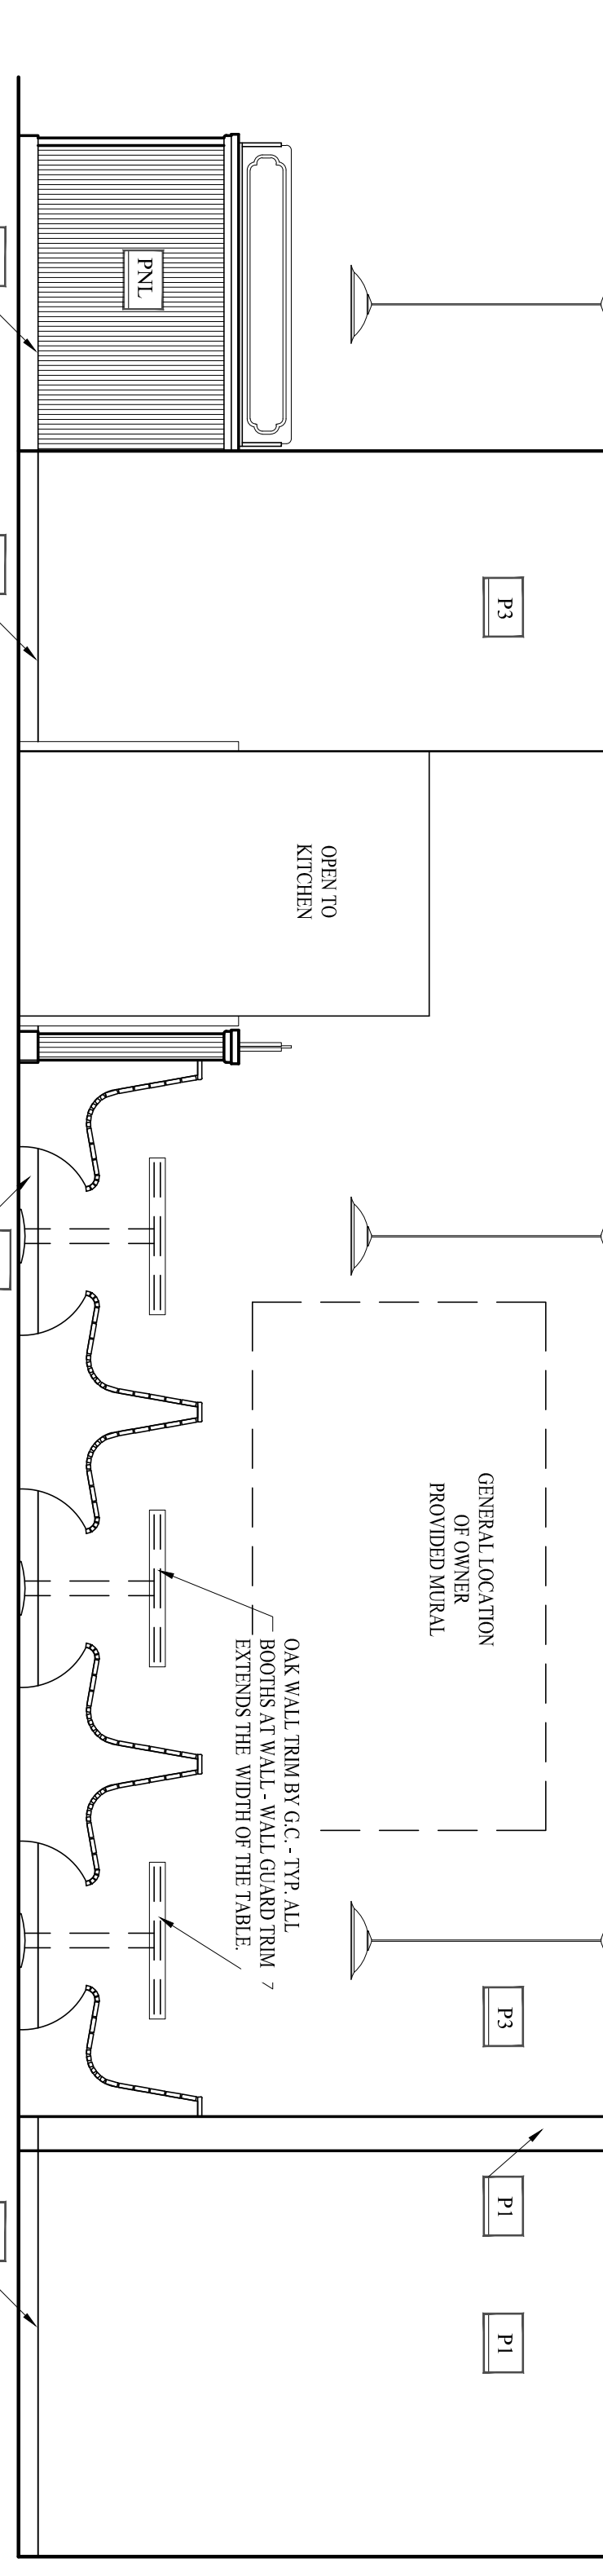 PNL
P3
OPEN TO
KITCHEN
GENERAL LOCATION
OF OWNER
PROVIDED MURAL
OAK WALL TRIM BY G.C. - TYP. ALL
BOOTHS AT WALL - WALL GUARD TRIM
EXTENDS THE WIDTH OF THE TABLE.
P3
P1
P1